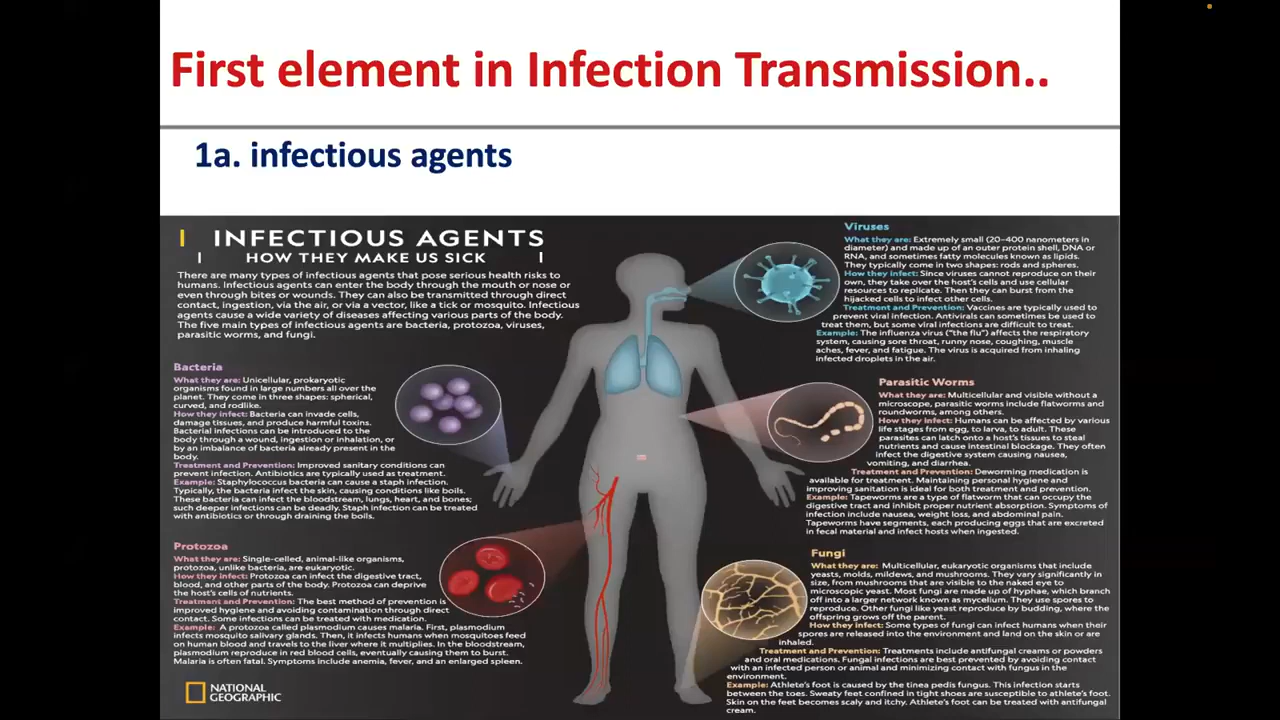 First element in Infection Transmission..
1a. infectious agents
INFECTIOUS AGENTS
HOW THEY MAKE US SICK
There are many types of infectious agents that pose serious health risks to
humans. Infectious agents can enter the body through the mouth or nose or
even through bites or wounds. They can also be transmitted through direct
contact, ingestion, via the air, or via a vector, like a tick or mosquito. Infectious
agents cause a wide variety of diseases affecting various parts of the body.
The five main types of infectious agents are bacteria, protozoa, viruses,
parasitic worms, and fungi.
Bacteria
What they are: Unicellular, prokaryotic
organisms found in large numbers all over the
planet. They come in three shapes: spherical,
curved, and rodlike.
How they infect: Bacteria can invade cells,
damage tissues, and produce harmful toxins.
Bacterial infections can be introduced to the
body through a wound, ingestion or inhalation, or
by an imbalance of bacteria already present in the
body.
Treatment and Prevention: Improved sanitary conditions can
prevent infection. Antibiotics are typically used as treatment.
Example: Staphylococcus bacteria can cause a staph infection.
Typically, the bacteria infect the skin, causing conditions like boils.
These bacteria can infect the bloodstream, lungs, heart, and bones;
such deeper infections can be deadly. Staph infection can be treated
with antibiotics or through draining the boils.
Protozoa
What they are: Single-celled, animal-like organisms,
protozoa, unlike bacteria, are eukaryotic.
How they infect: Protozoa can infect the digestive tract,
blood, and other parts of the body. Protozoa can deprive
the host's cells of nutrients.
Treatment and Prevention: The best method of prevention is
improved hygiene and avoiding contamination through direct
contact. Some infections can be treated with medication.
Example: A protozoa called plasmodium causes malaria. First, plasmodium
infects mosquito salivary glands. Then, it infects humans when mosquitoes feed
on human blood and travels to the liver where it multiplies. In the bloodstream,
plasmodium reproduce in red blood cells, eventually causing them to burst.
Malaria is often fatal. Symptoms include anemia, fever, and an enlarged spleen.
NATIONAL
GEOGRAPHIC
Viruses
What they are: Extremely small (20–400 nanometers in
diameter) and made up of an outer protein shell, DNA or
RNA, and sometimes fatty molecules known as lipids.
They typically come in two shapes: rods and spheres.
How they infect: Since viruses cannot reproduce on their
own, they take over the host's cells and use cellular
resources to replicate. Then they can burst from the
hijacked cells to infect other cells.
Treatment and Prevention: Vaccines are typically used to
prevent viral infection. Antivirals can sometimes be used to
treat them, but some viral infections are difficult to treat.
Example: The influenza virus ("the flu") affects the respiratory
system, causing sore throat, runny nose, coughing, muscle
aches, fever, and fatigue. The virus is acquired from inhaling
infected droplets in the air.
Parasitic Worms
What they are: Multicellular and visible without a
microscope, parasitic worms include flatworms and
roundworms, among others.
How they infect: Humans can be affected by various
life stages from egg, to larva, to adult. These
parasites can latch onto a host's tissues to steal
nutrients and cause intestinal blockage. They often
infect the digestive system causing nausea,
vomiting, and diarrhea.
Treatment and Prevention: Deworming medication is
available for treatment. Maintaining personal hygiene and
improving sanitation is ideal for both treatment and prevention.
Example: Tapeworms are a type of flatworm that can occupy the
digestive tract and inhibit proper nutrient absorption. Symptoms of
infection include nausea, weight loss, and abdominal pain.
Tapeworms have segments, each producing eggs that are excreted
in fecal material and infect hosts when ingested.
Fungi
What they are: Multicellular, eukaryotic organisms that include
yeasts, molds, mildews, and mushrooms. They vary significantly in
size, from mushrooms that are visible to the naked eye to
microscopic yeast. Most fungi are made up of hyphae, which branch
off into a larger network known as mycelium. They use spores to
reproduce. Other fungi like yeast reproduce by budding, where the
offspring grows off the parent.
How they infect: Some types of fungi can infect humans when their
spores are released into the environment and land on the skin or are
inhaled.
Treatment and Prevention: Treatments include antifungal creams or powders
and oral medications. Fungal infections are best prevented by avoiding contact
with an infected person or animal and minimizing contact with fungus in the
environment.
Example: Athlete's foot is caused by the tinea pedis fungus. This infection starts
between the toes. Sweaty feet confined in tight shoes are susceptible to athlete's foot.
Skin on the feet becomes scaly and itchy. Athlete's foot can be treated with antifungal
cream.